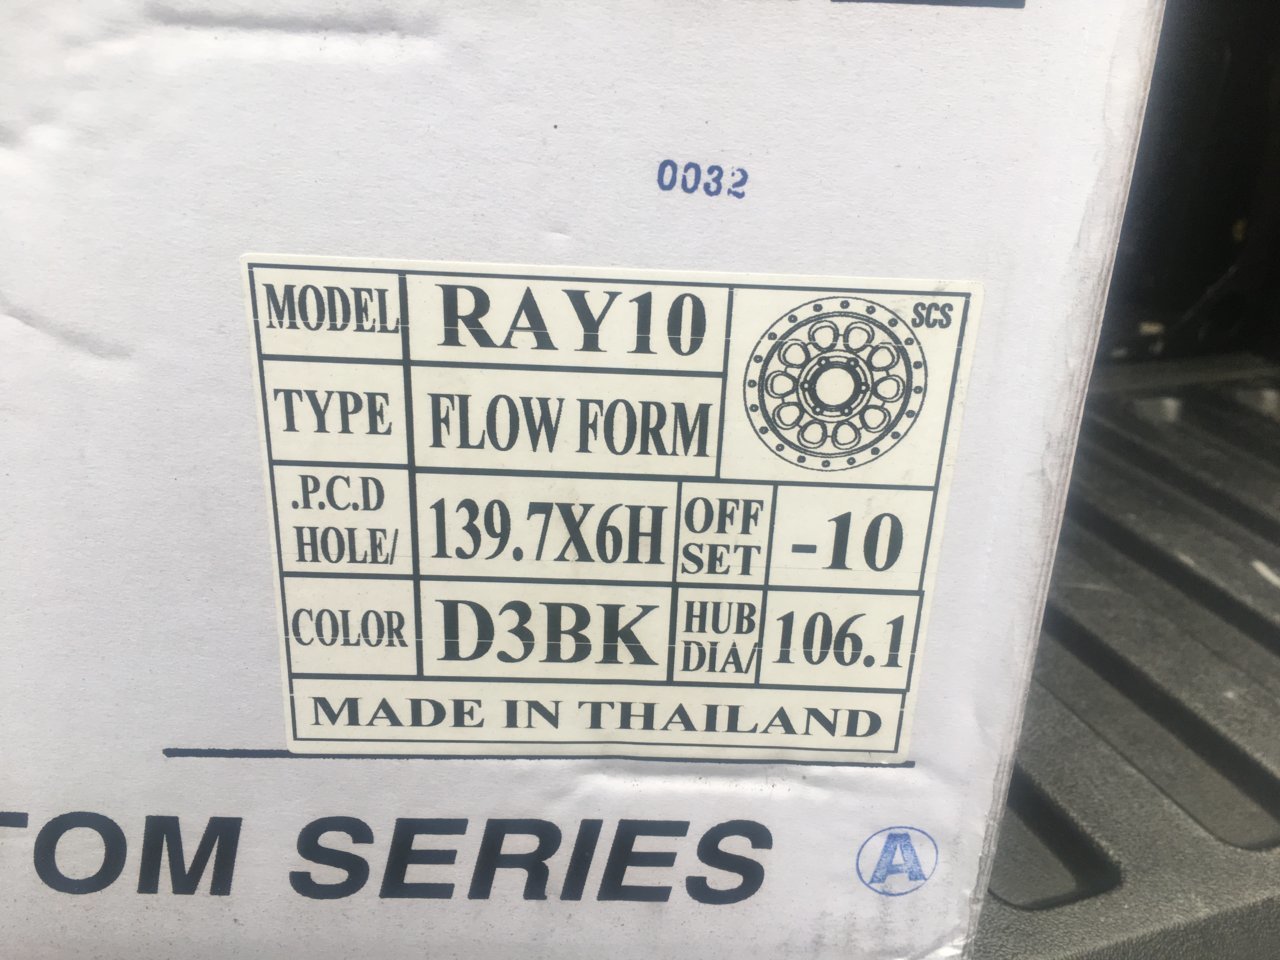 0032
MODEL RAY10 SCS
TYPE FLOW FORM
.P.C.D
HOLE/ 139.7X6H OFF
SET -10
COLOR D3BK HUB
DIA/ 106.1
MADE IN THAILAND
TOM SERIES A